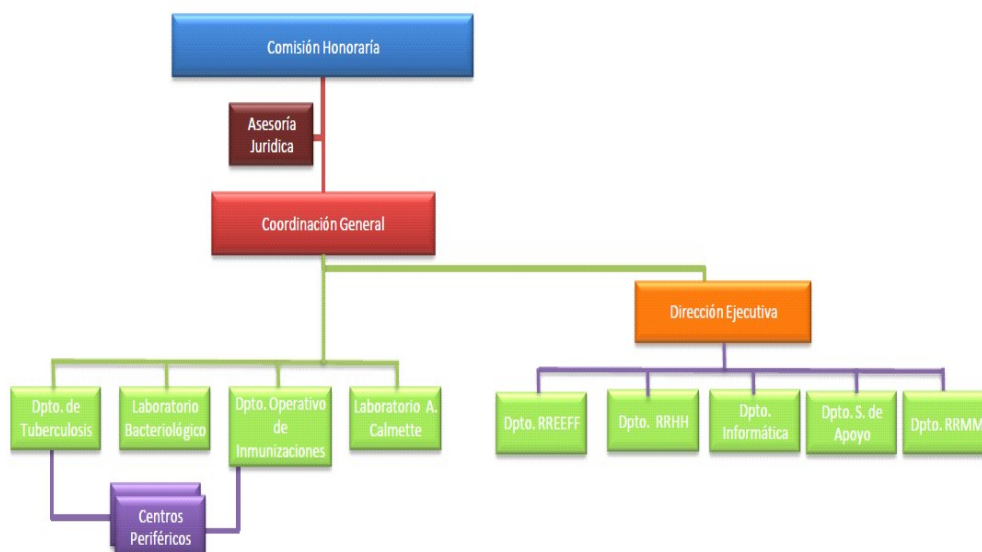 Comisión Honoraría
Asesoría
Juridica
Coordinación General
Dirección Ejecutiva
Dpto. de
Tuberculosis
Laboratorio
Bacteriológico
Dpto. Operativo
de
Inmunizaciones
Laboratorio A.
Calmette
Dpto. RREEFF
Dpto. RRHH
Dpto.
Informática
Dpto. S. de
Apoyo
Dpto. RRMM
Centros
Periféricos